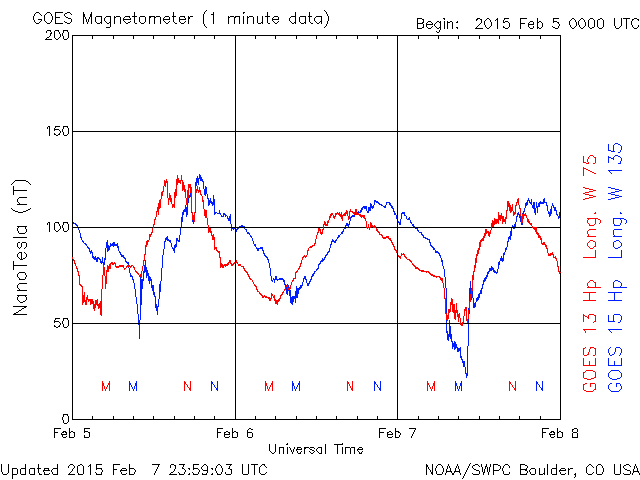 GOES Magnetometer (1 minute data)
Begin: 2015 Feb 5 0000 UTC
200
150
100
50
0
NanoTesla (nT)
M M N N M M N N M M N N
Feb 5 Feb 6 Feb 7 Feb 8
Universal Time
GOES 13 Hp Long. W 75
GOES 15 Hp Long. W 135
Updated 2015 Feb 7 23:59:03 UTC
NOAA/SWPC Boulder, CO USA